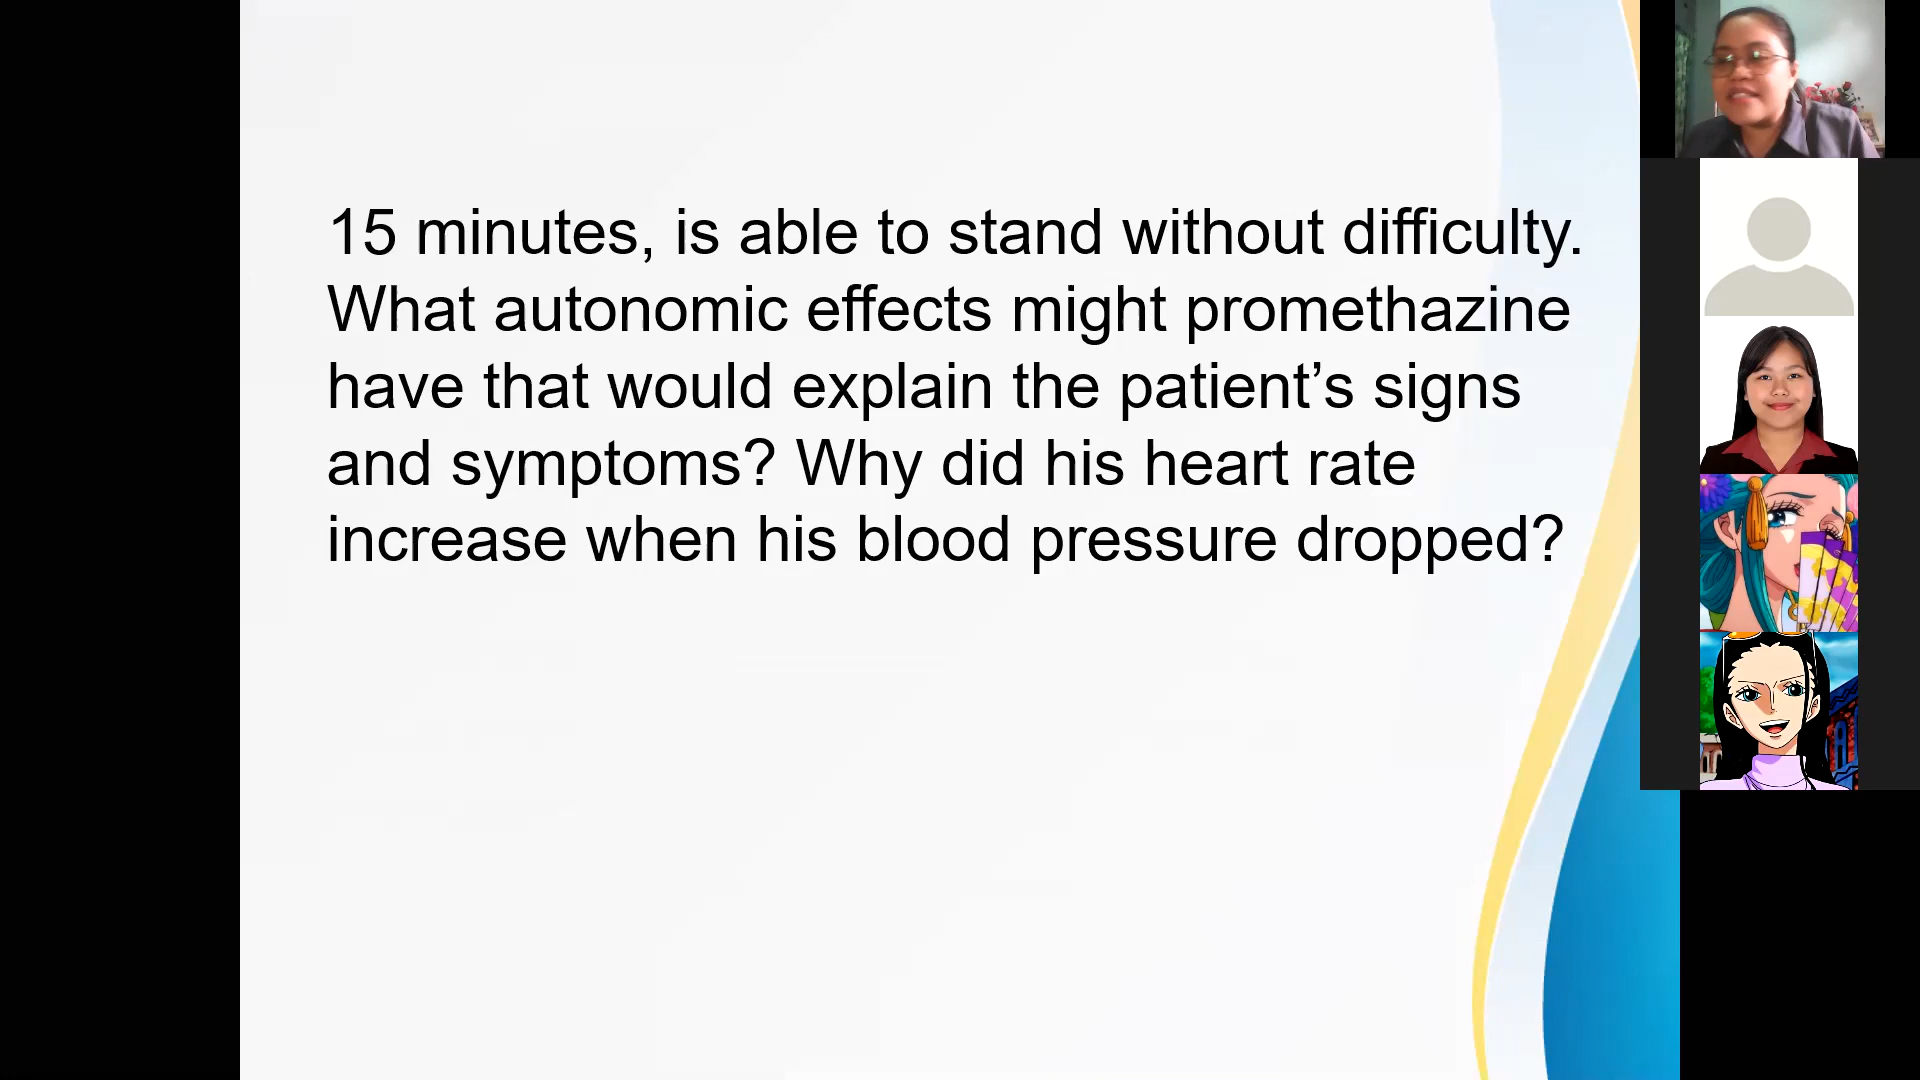 15 minutes, is able to stand without difficulty.
What autonomic effects might promethazine
have that would explain the patient’s signs
and symptoms? Why did his heart rate
increase when his blood pressure dropped?